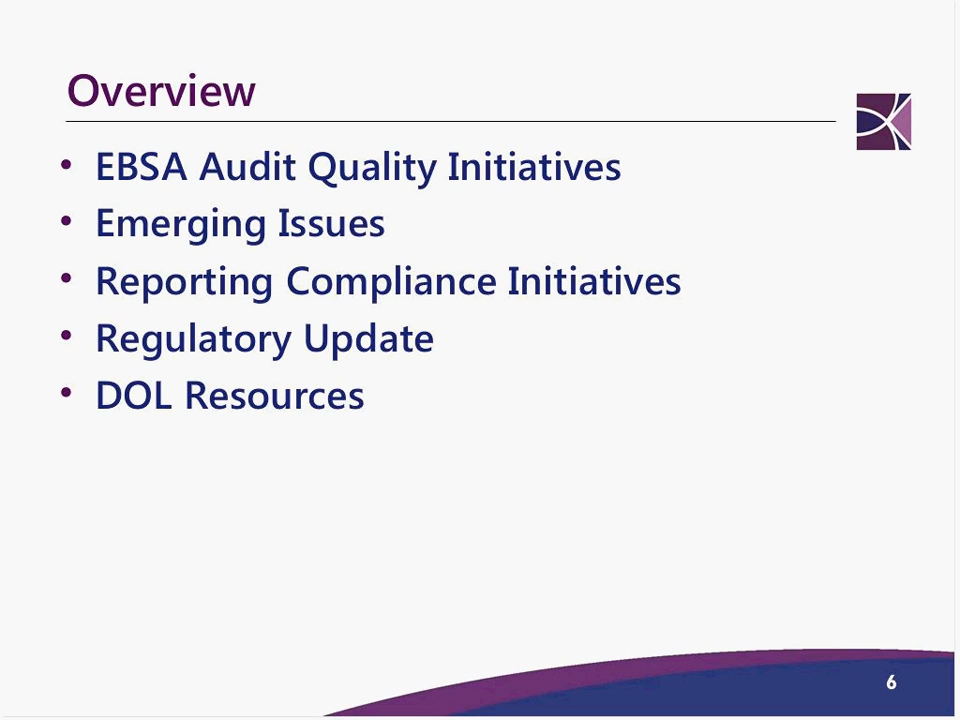 Overview
• EBSA Audit Quality Initiatives
• Emerging Issues
• Reporting Compliance Initiatives
• Regulatory Update
• DOL Resources
6